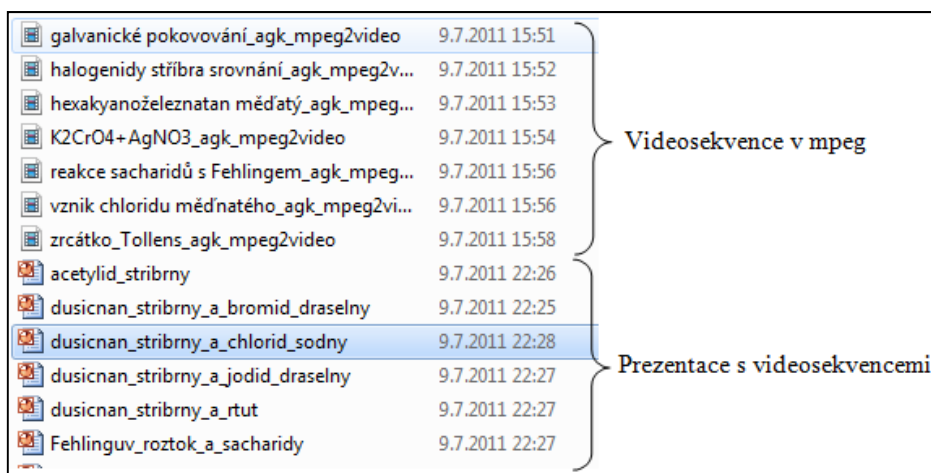 galvanické pokovování_agk_mpeg2video 9.7.2011 15:51
halogenidy stříbra srovnání_agk_mpeg2v... 9.7.2011 15:52
hexakyanoželeznatan měďatý_agk_mpeg... 9.7.2011 15:53
K2CrO4+AgNO3_agk_mpeg2video 9.7.2011 15:54
reakce sacharidů s Fehlingem_agk_mpeg... 9.7.2011 15:56
vznik chloridu měďnatého_agk_mpeg2vi... 9.7.2011 15:56
zrcátko_Tollens_agk_mpeg2video 9.7.2011 15:58
Videosekvence v mpeg
acetylid_stribrny 9.7.2011 22:26
dusicnan_stribrny_a_bromid_draselny 9.7.2011 22:25
dusicnan_stribrny_a_chlorid_sodny 9.7.2011 22:28
dusicnan_stribrny_a_jodid_draselny 9.7.2011 22:27
dusicnan_stribrny_a_rtut 9.7.2011 22:27
Fehlinguv_roztok_a_sacharidy 9.7.2011 22:27
Prezentace s videosekvencemi